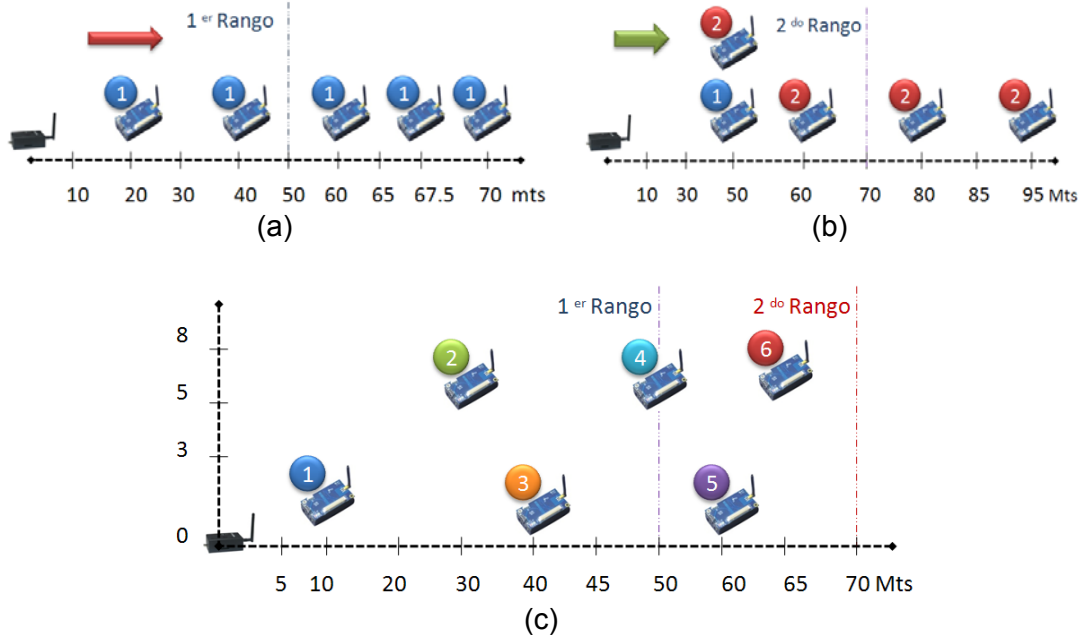 1 er Rango
1 1 1 1 1
10 20 30 40 50 60 65 67.5 70 mts
(a)
2 2 do Rango
1 2 2 2
10 30 50 60 70 80 85 95 Mts
(b)
1 er Rango 2 do Rango
8
2 4 6
5
3
1 3 5
0
5 10 20 30 40 45 50 60 65 70 Mts
(c)